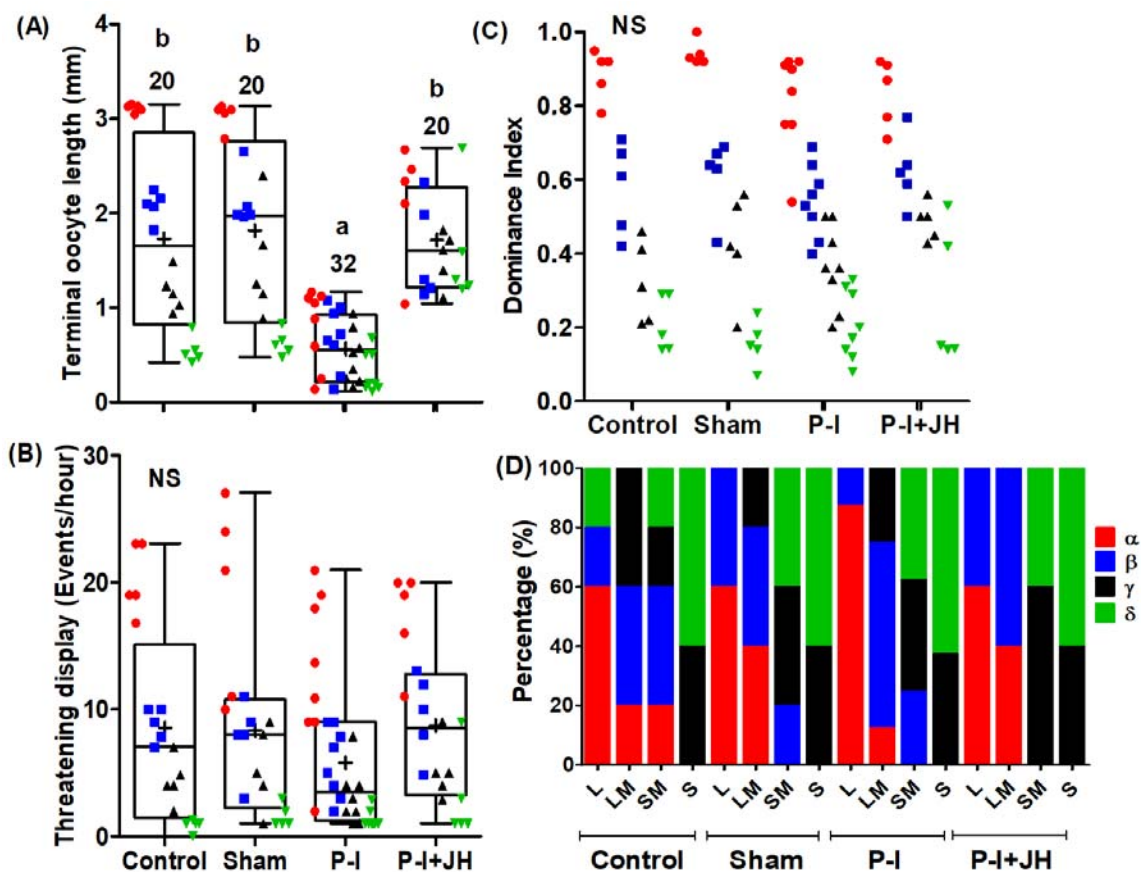 (A)
Terminal oocyte length (mm)
4
3
2
1
0
b
20
b
20
a
32
b
20
(C)
NS
Dominance Index
1.0
0.8
0.6
0.4
0.2
0.0
Control Sham P-I P-I+JH
(B)
Threatening display (Events/hour)
30
20
10
0
NS
Control Sham P-I P-I+JH
(D)
Percentage (%)
100
80
60
40
20
0
α
β
γ
δ
L LM SM S L LM SM S L LM SM S L LM SM S
Control Sham P-I P-I+JH